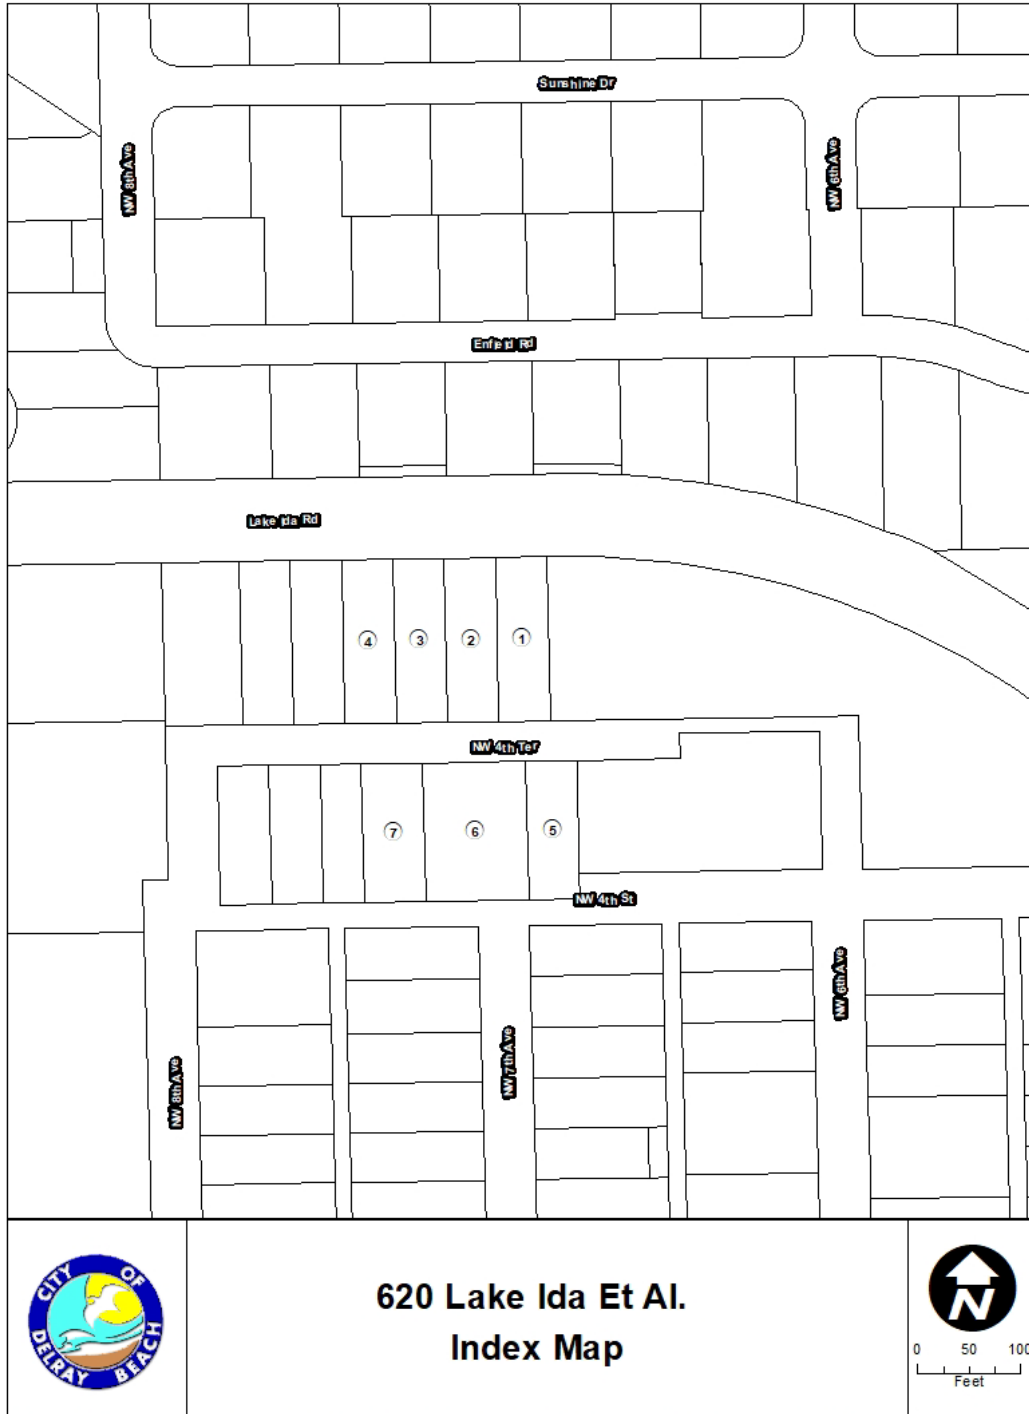 Sunshine Dr
NW 8th Ave
NW 6th Ave
Enfield Rd
Lake Ida Rd
4
3
2
1
NW 4th Ter
7
6
5
NW 4th St
NW 6th Ave
NW 7th Ave
NW 8th Ave
CITY OF
DELRAY BEACH
620 Lake Ida Et Al.
Index Map
N
0 50 100
Feet